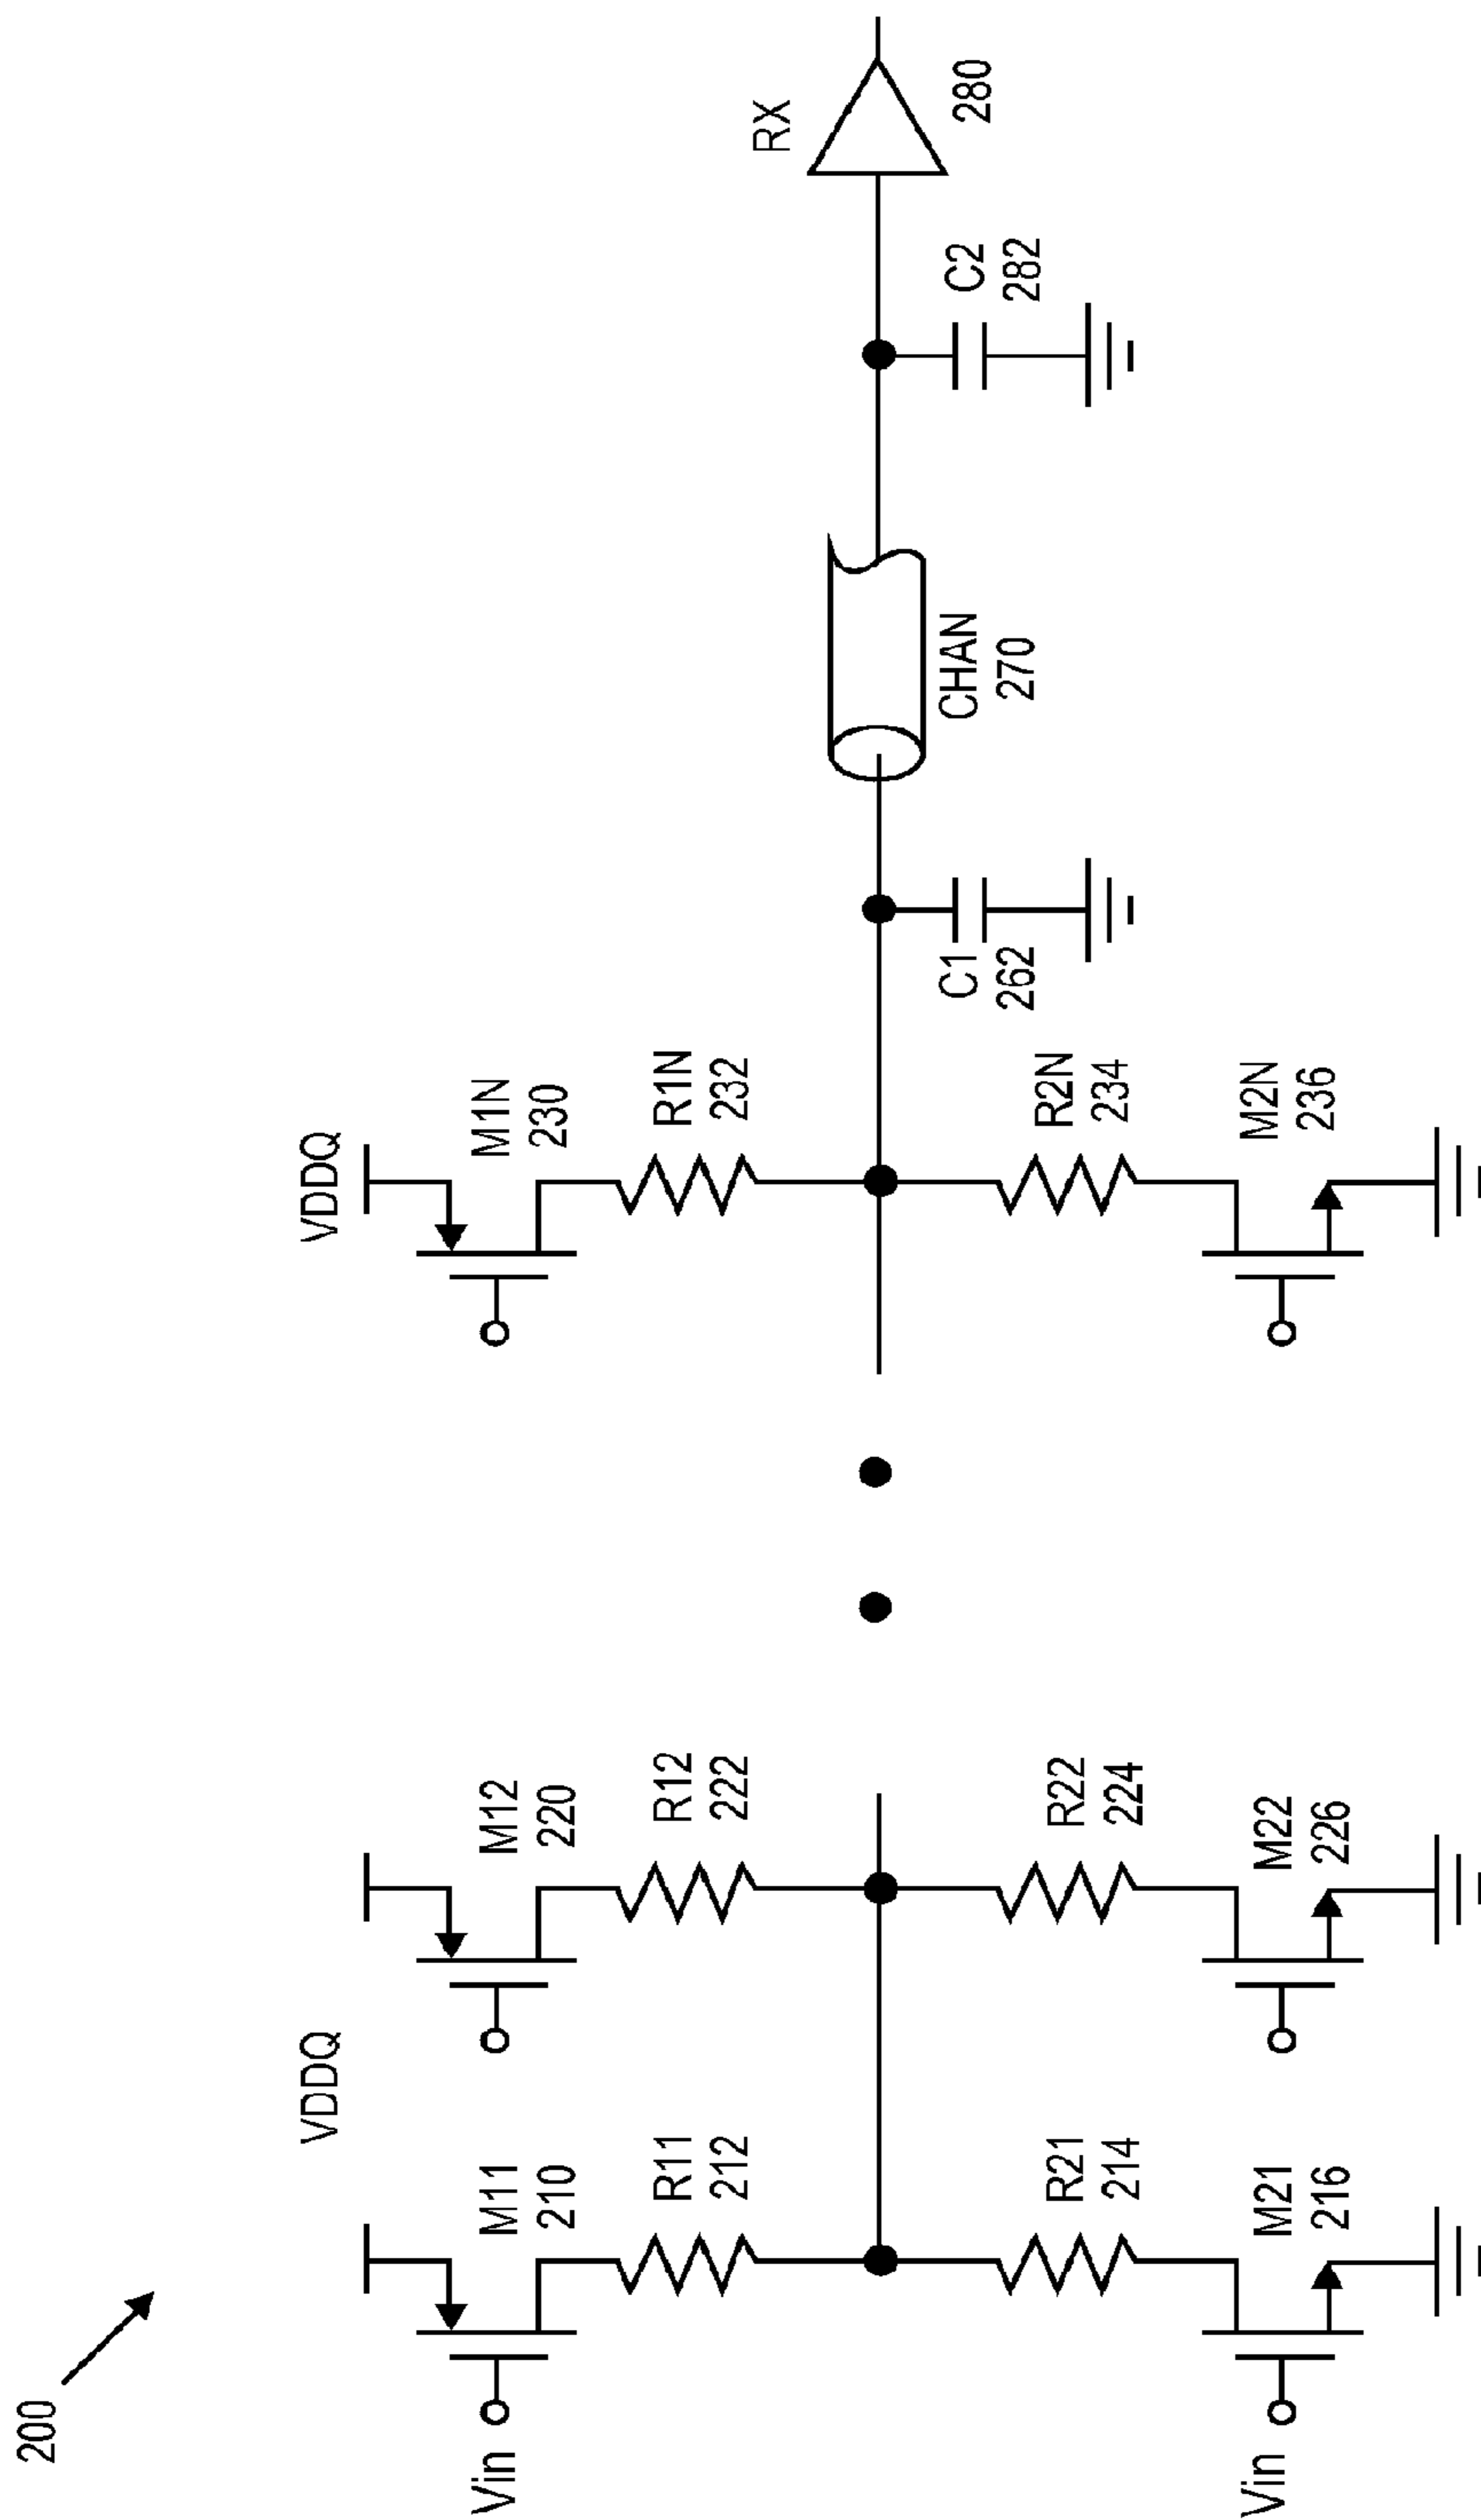 200
VDDQ
VDDQ
M11
210
M12
220
M1N
230
Vin
R11
212
R12
222
R1N
232
RX
280
CHAN
270
C1
262
C2
282
R21
214
R22
224
R2N
234
M21
216
M22
226
M2N
236
Vin